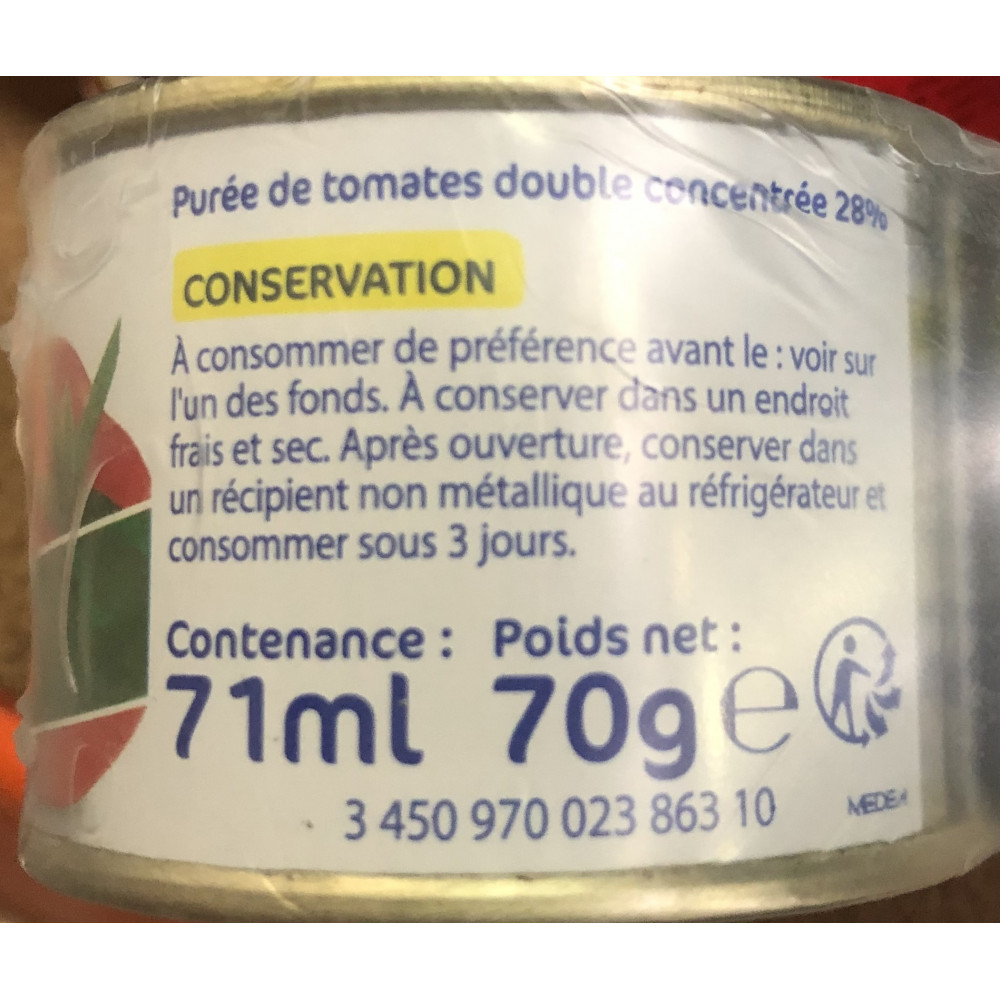 Purée de tomates double concentrée 28%
CONSERVATION
À consommer de préférence avant le : voir sur
l'un des fonds. À conserver dans un endroit
frais et sec. Après ouverture, conserver dans
un récipient non métallique au réfrigérateur et
consommer sous 3 jours.
Contenance : Poids net :
71ml 70g e
3 450 970 023 863 10
MEDEA